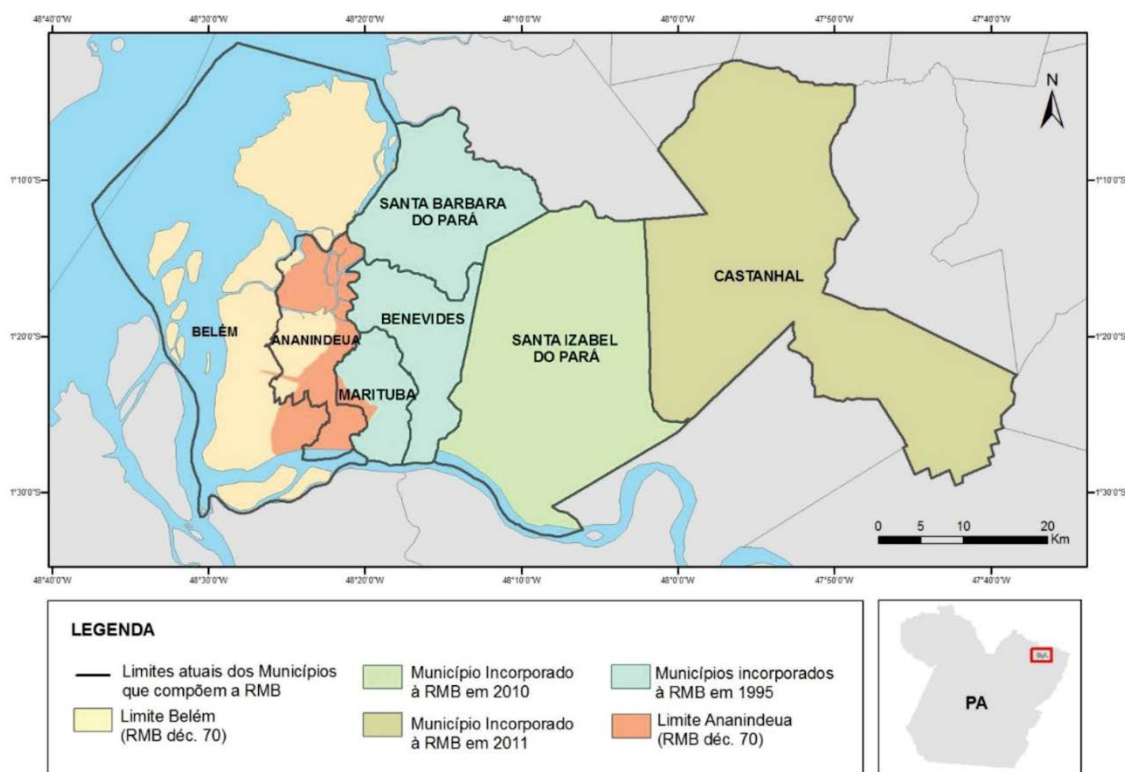 48°40'0"W 48°30'0"W 48°20'0"W 48°10'0"W 48°0'0"W 47°50'0"W 47°40'0"W
N
1°10'0"S 1°10'0"S
SANTA BARBARA
DO PARÁ
CASTANHAL
BENEVIDES
BELÉM
ANANINDEUA
SANTA IZABEL
DO PARÁ
1°20'0"S 1°20'0"S
MARITUBA
1°30'0"S 1°30'0"S
0 5 10 20
Km
48°40'0"W 48°30'0"W 48°20'0"W 48°10'0"W 48°0'0"W 47°50'0"W 47°40'0"W
LEGENDA
Limites atuais dos Municípios
que compõem a RMB
Município Incorporado
à RMB em 2010
Municípios incorporados
à RMB em 1995
Limite Belém
(RMB déc. 70)
Município Incorporado
à RMB em 2011
Limite Ananindeua
(RMB déc. 70)
PA